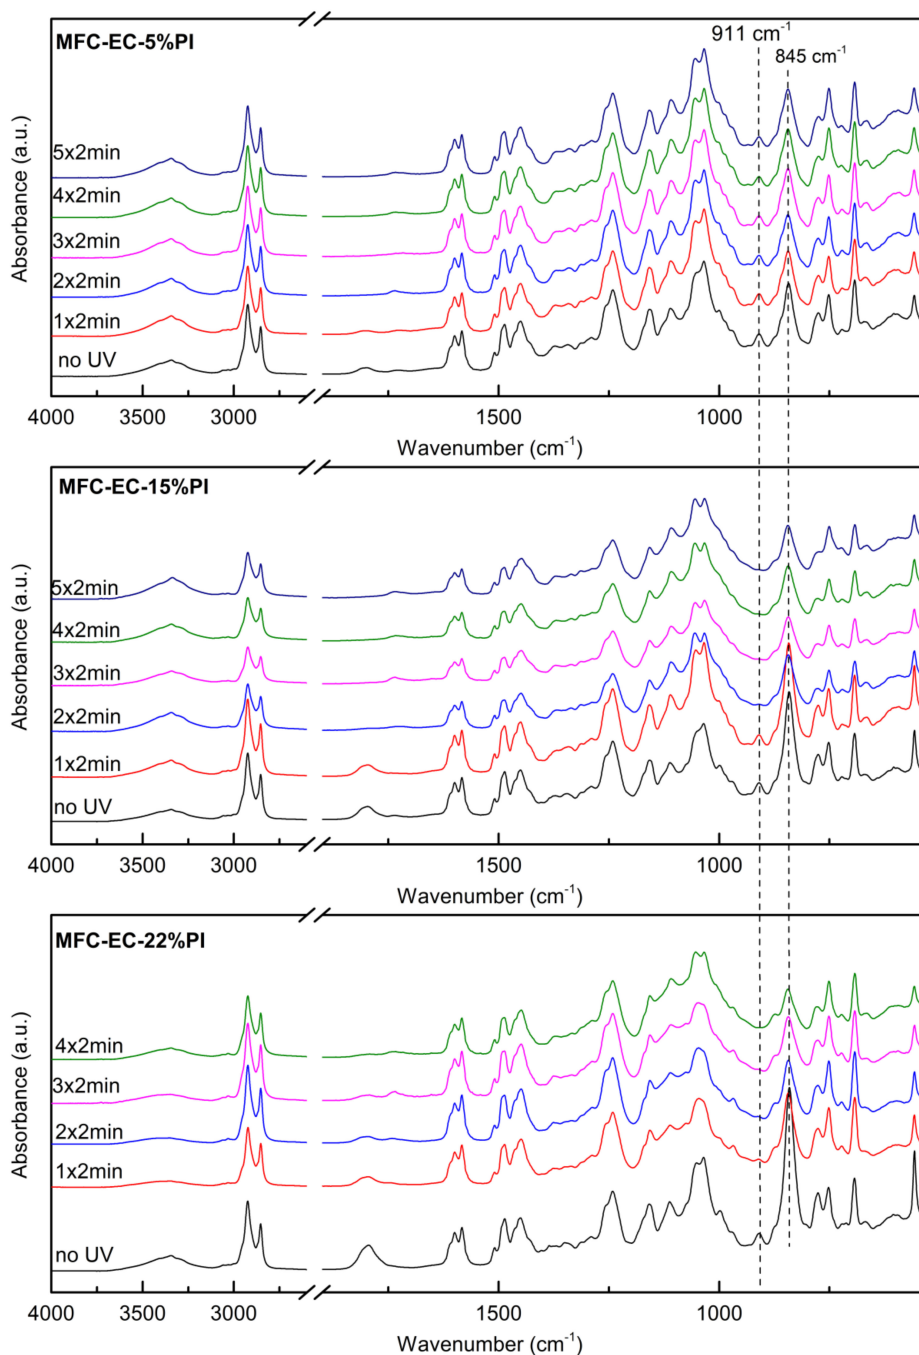 MFC-EC-5%PI
911 cm⁻¹
845 cm⁻¹
Absorbance (a.u.)
5x2min
4x2min
3x2min
2x2min
1x2min
no UV
4000 3500 3000 1500 1000
Wavenumber (cm⁻¹)
MFC-EC-15%PI
Absorbance (a.u.)
5x2min
4x2min
3x2min
2x2min
1x2min
no UV
4000 3500 3000 1500 1000
Wavenumber (cm⁻¹)
MFC-EC-22%PI
Absorbance (a.u.)
4x2min
3x2min
2x2min
1x2min
no UV
4000 3500 3000 1500 1000
Wavenumber (cm⁻¹)